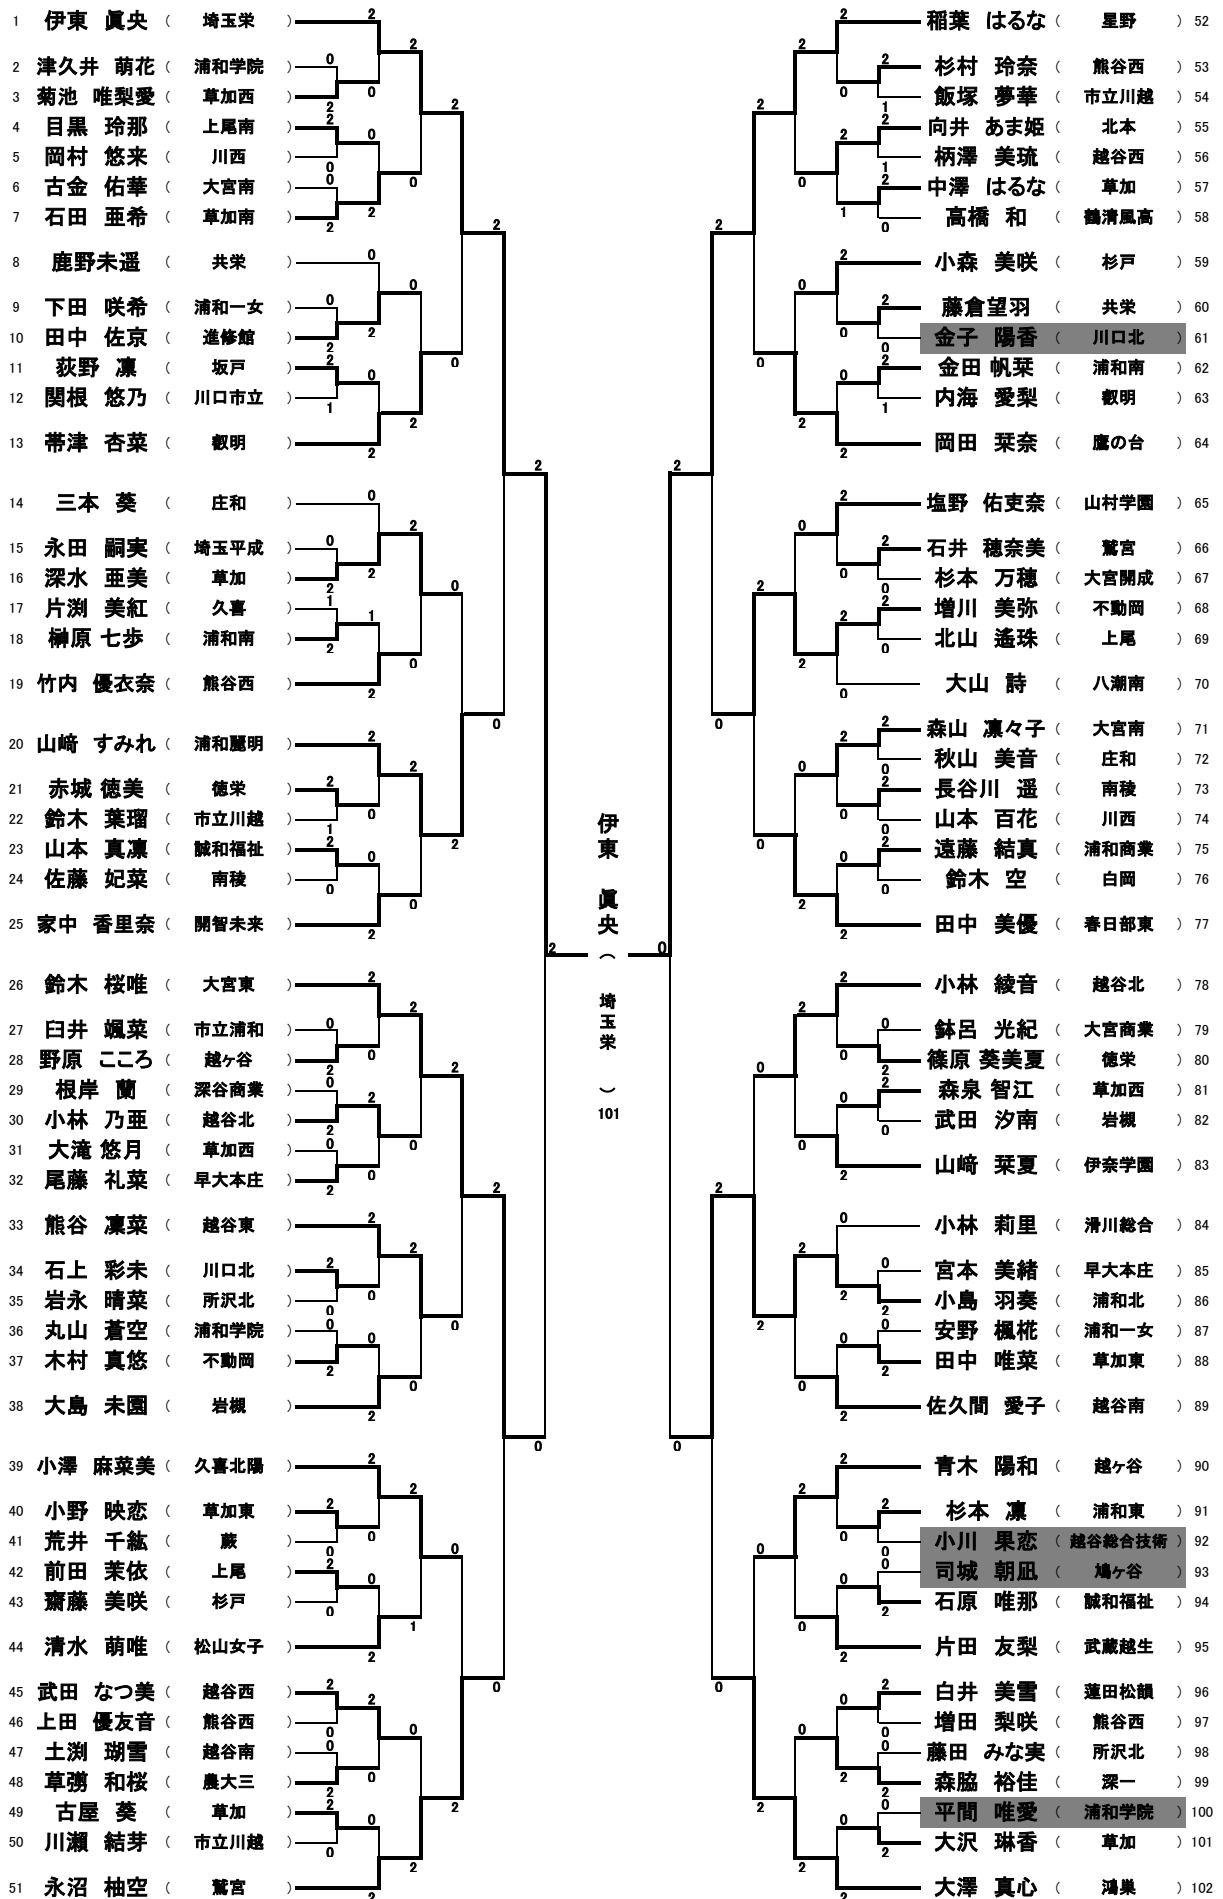 1 伊東 眞央 （ 埼玉栄 ）
2 津久井 萌花 （ 浦和学院 ）
3 菊池 唯梨愛 （ 草加西 ）
4 目黒 玲那 （ 上尾南 ）
5 岡村 悠来 （ 川西 ）
6 古金 佑華 （ 大宮南 ）
7 石田 亜希 （ 草加南 ）
8 鹿野未遥 （ 共栄 ）
9 下田 咲希 （ 浦和一女 ）
10 田中 佐京 （ 進修館 ）
11 荻野 凛 （ 坂戸 ）
12 関根 悠乃 （ 川口市立 ）
13 帯津 杏菜 （ 叡明 ）
14 三本 葵 （ 庄和 ）
15 永田 嗣実 （ 埼玉平成 ）
16 深水 亜美 （ 草加 ）
17 片渕 美紅 （ 久喜 ）
18 榊原 七歩 （ 浦和南 ）
19 竹内 優衣奈 （ 熊谷西 ）
20 山﨑 すみれ （ 浦和麗明 ）
21 赤城 徳美 （ 徳栄 ）
22 鈴木 葉瑠 （ 市立川越 ）
23 山本 真凛 （ 誠和福祉 ）
24 佐藤 妃菜 （ 南稜 ）
25 家中 香里奈 （ 開智未来 ）
26 鈴木 桜唯 （ 大宮東 ）
27 臼井 颯菜 （ 市立浦和 ）
28 野原 こころ （ 越ヶ谷 ）
29 根岸 蘭 （ 深谷商業 ）
30 小林 乃亜 （ 越谷北 ）
31 大滝 悠月 （ 草加西 ）
32 尾藤 礼菜 （ 早大本庄 ）
33 熊谷 凜菜 （ 越谷東 ）
34 石上 彩未 （ 川口北 ）
35 岩永 晴菜 （ 所沢北 ）
36 丸山 蒼空 （ 浦和学院 ）
37 木村 真悠 （ 不動岡 ）
38 大島 未園 （ 岩槻 ）
39 小澤 麻菜美 （ 久喜北陽 ）
40 小野 映恋 （ 草加東 ）
41 荒井 千紘 （ 蕨 ）
42 前田 茉依 （ 上尾 ）
43 齋藤 美咲 （ 杉戸 ）
44 清水 萌唯 （ 松山女子 ）
45 武田 なつ美 （ 越谷西 ）
46 上田 優友音 （ 熊谷西 ）
47 土渕 瑚雪 （ 越谷南 ）
48 草彅 和桜 （ 農大三 ）
49 古屋 葵 （ 草加 ）
50 川瀬 結芽 （ 市立川越 ）
51 永沼 柚空 （ 鷲宮 ）
伊東 眞央 （ 埼玉栄 ） 101
稲葉 はるな （ 星野 ） 52
杉村 玲奈 （ 熊谷西 ） 53
飯塚 夢華 （ 市立川越 ） 54
向井 あま姫 （ 北本 ） 55
柄澤 美琉 （ 越谷西 ） 56
中澤 はるな （ 草加 ） 57
高橋 和 （ 鶴清風高 ） 58
小森 美咲 （ 杉戸 ） 59
藤倉望羽 （ 共栄 ） 60
金子 陽香 （ 川口北 ） 61
金田 帆栞 （ 浦和南 ） 62
内海 愛梨 （ 叡明 ） 63
岡田 栞奈 （ 鷹の台 ） 64
塩野 佑吏奈 （ 山村学園 ） 65
石井 穂奈美 （ 鷲宮 ） 66
杉本 万穂 （ 大宮開成 ） 67
増川 美弥 （ 不動岡 ） 68
北山 遙珠 （ 上尾 ） 69
大山 詩 （ 八潮南 ） 70
森山 凛々子 （ 大宮南 ） 71
秋山 美音 （ 庄和 ） 72
長谷川 遥 （ 南稜 ） 73
山本 百花 （ 川西 ） 74
遠藤 結真 （ 浦和商業 ） 75
鈴木 空 （ 白岡 ） 76
田中 美優 （ 春日部東 ） 77
小林 綾音 （ 越谷北 ） 78
鉢呂 光紀 （ 大宮商業 ） 79
篠原 葵美夏 （ 徳栄 ） 80
森泉 智江 （ 草加西 ） 81
武田 汐南 （ 岩槻 ） 82
山﨑 栞夏 （ 伊奈学園 ） 83
小林 莉里 （ 滑川総合 ） 84
宮本 美緒 （ 早大本庄 ） 85
小島 羽奏 （ 浦和北 ） 86
安野 楓椛 （ 浦和一女 ） 87
田中 唯菜 （ 草加東 ） 88
佐久間 愛子 （ 越谷南 ） 89
青木 陽和 （ 越ヶ谷 ） 90
杉本 凛 （ 浦和東 ） 91
小川 果恋 （ 越谷総合技術 ） 92
司城 朝凪 （ 鳩ヶ谷 ） 93
石原 唯那 （ 誠和福祉 ） 94
片田 友梨 （ 武蔵越生 ） 95
白井 美雪 （ 蓮田松韻 ） 96
増田 梨咲 （ 熊谷西 ） 97
藤田 みな実 （ 所沢北 ） 98
森脇 裕佳 （ 深一 ） 99
平間 唯愛 （ 浦和学院 ） 100
大沢 琳香 （ 草加 ） 101
大澤 真心 （ 鴻巣 ） 102